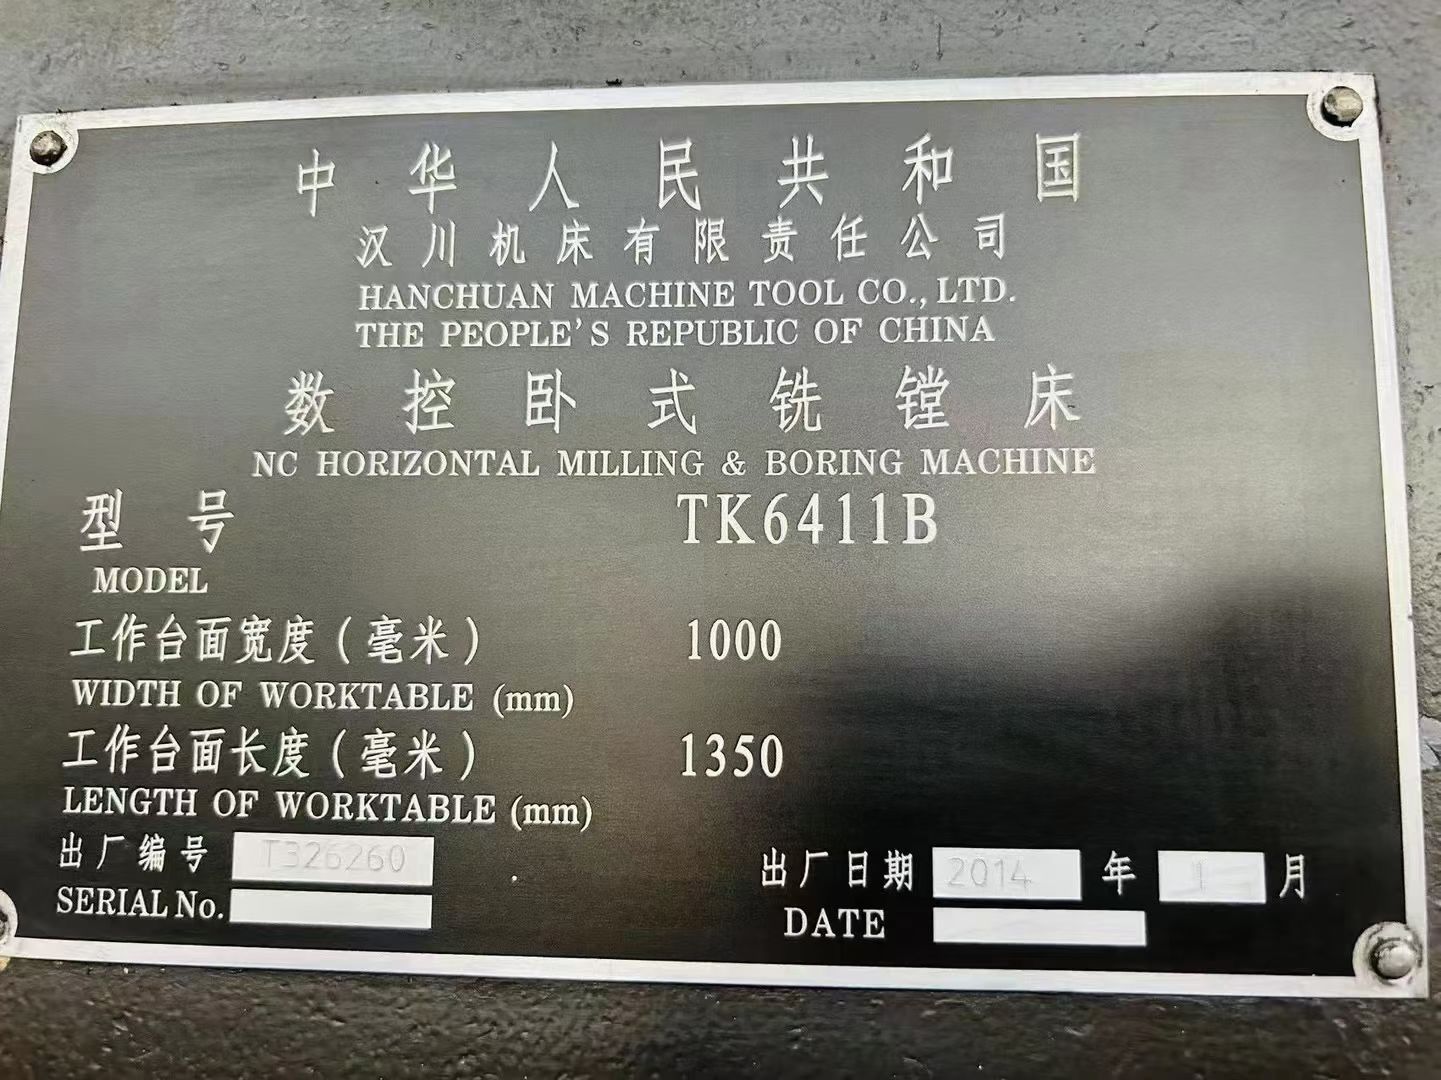 中华人民共和国
汉川机床有限责任公司
HANCHUAN MACHINE TOOL CO., LTD.
THE PEOPLE'S REPUBLIC OF CHINA
数控卧式铣镗床
NC HORIZONTAL MILLING & BORING MACHINE
型号 TK6411B
MODEL
工作台面宽度(毫米) 1000
WIDTH OF WORKTABLE (mm)
工作台面长度(毫米) 1350
LENGTH OF WORKTABLE (mm)
出厂编号 T326260 出厂日期 2014 年 1 月
SERIAL No. DATE